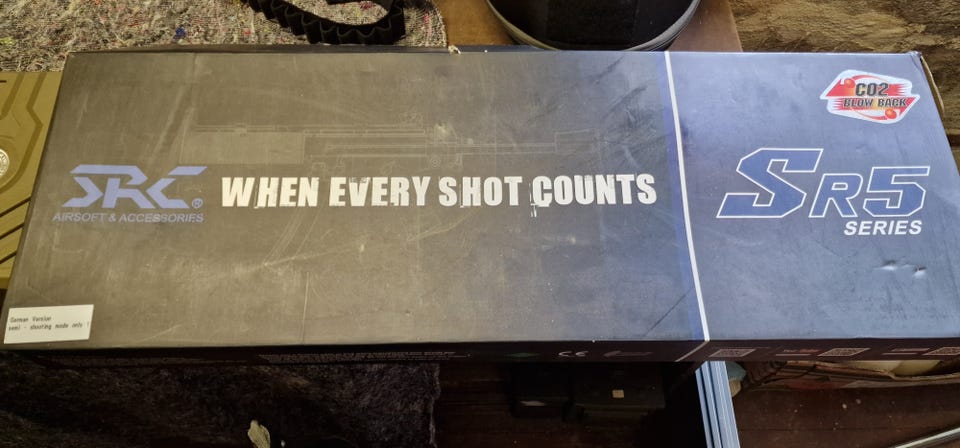 CO2
BLOW BACK
SRC®
AIRSOFT & ACCESSORIES
WHEN EVERY SHOT COUNTS
SR5
SERIES
German Version
semi - shooting mode only !
CE